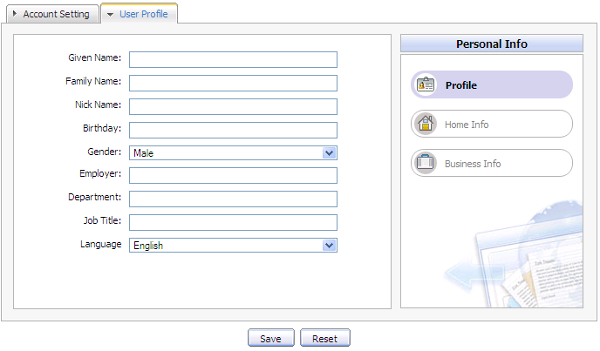 Account Setting
User Profile
Given Name:
Family Name:
Nick Name:
Birthday:
Gender: Male
Employer:
Department:
Job Title:
Language English
Personal Info
Profile
Home Info
Business Info
Save Reset